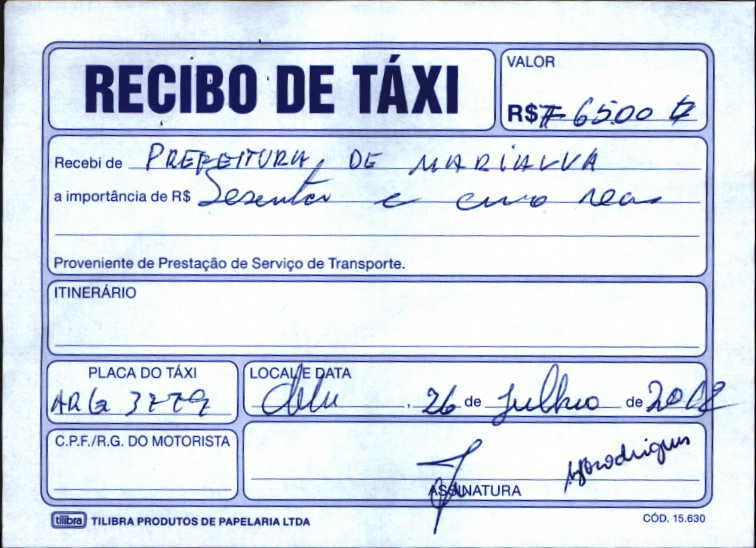 RECIBO DE TÁXI
VALOR
R$ # 65.00 #
Recebi de PREFEITURA DE MARIALVA
a importância de R$ Sessenta e cinco reais
Proveniente de Prestação de Serviço de Transporte.
ITINERÁRIO
PLACA DO TÁXI
LOCAL E DATA
, 26 de Julho de 2012
C.P.F./R.G. DO MOTORISTA
ASSINATURA
tilibra TILIBRA PRODUTOS DE PAPELARIA LTDA
CÓD. 15.630